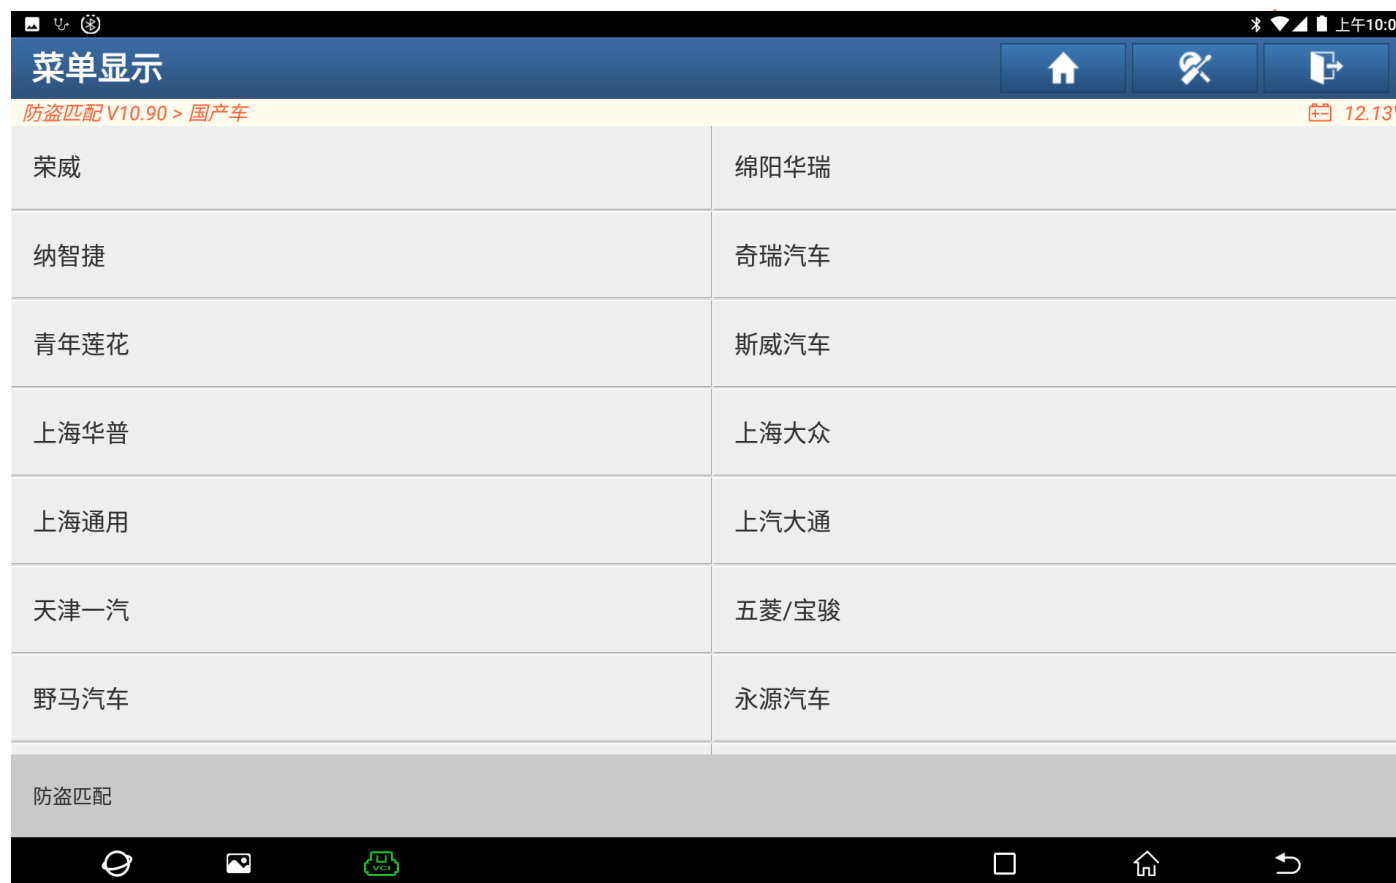 上午10:0
菜单显示
防盗匹配 V10.90 > 国产车
12.13V
荣威
绵阳华瑞
纳智捷
奇瑞汽车
青年莲花
斯威汽车
上海华普
上海大众
上海通用
上汽大通
天津一汽
五菱/宝骏
野马汽车
永源汽车
防盗匹配
VCI